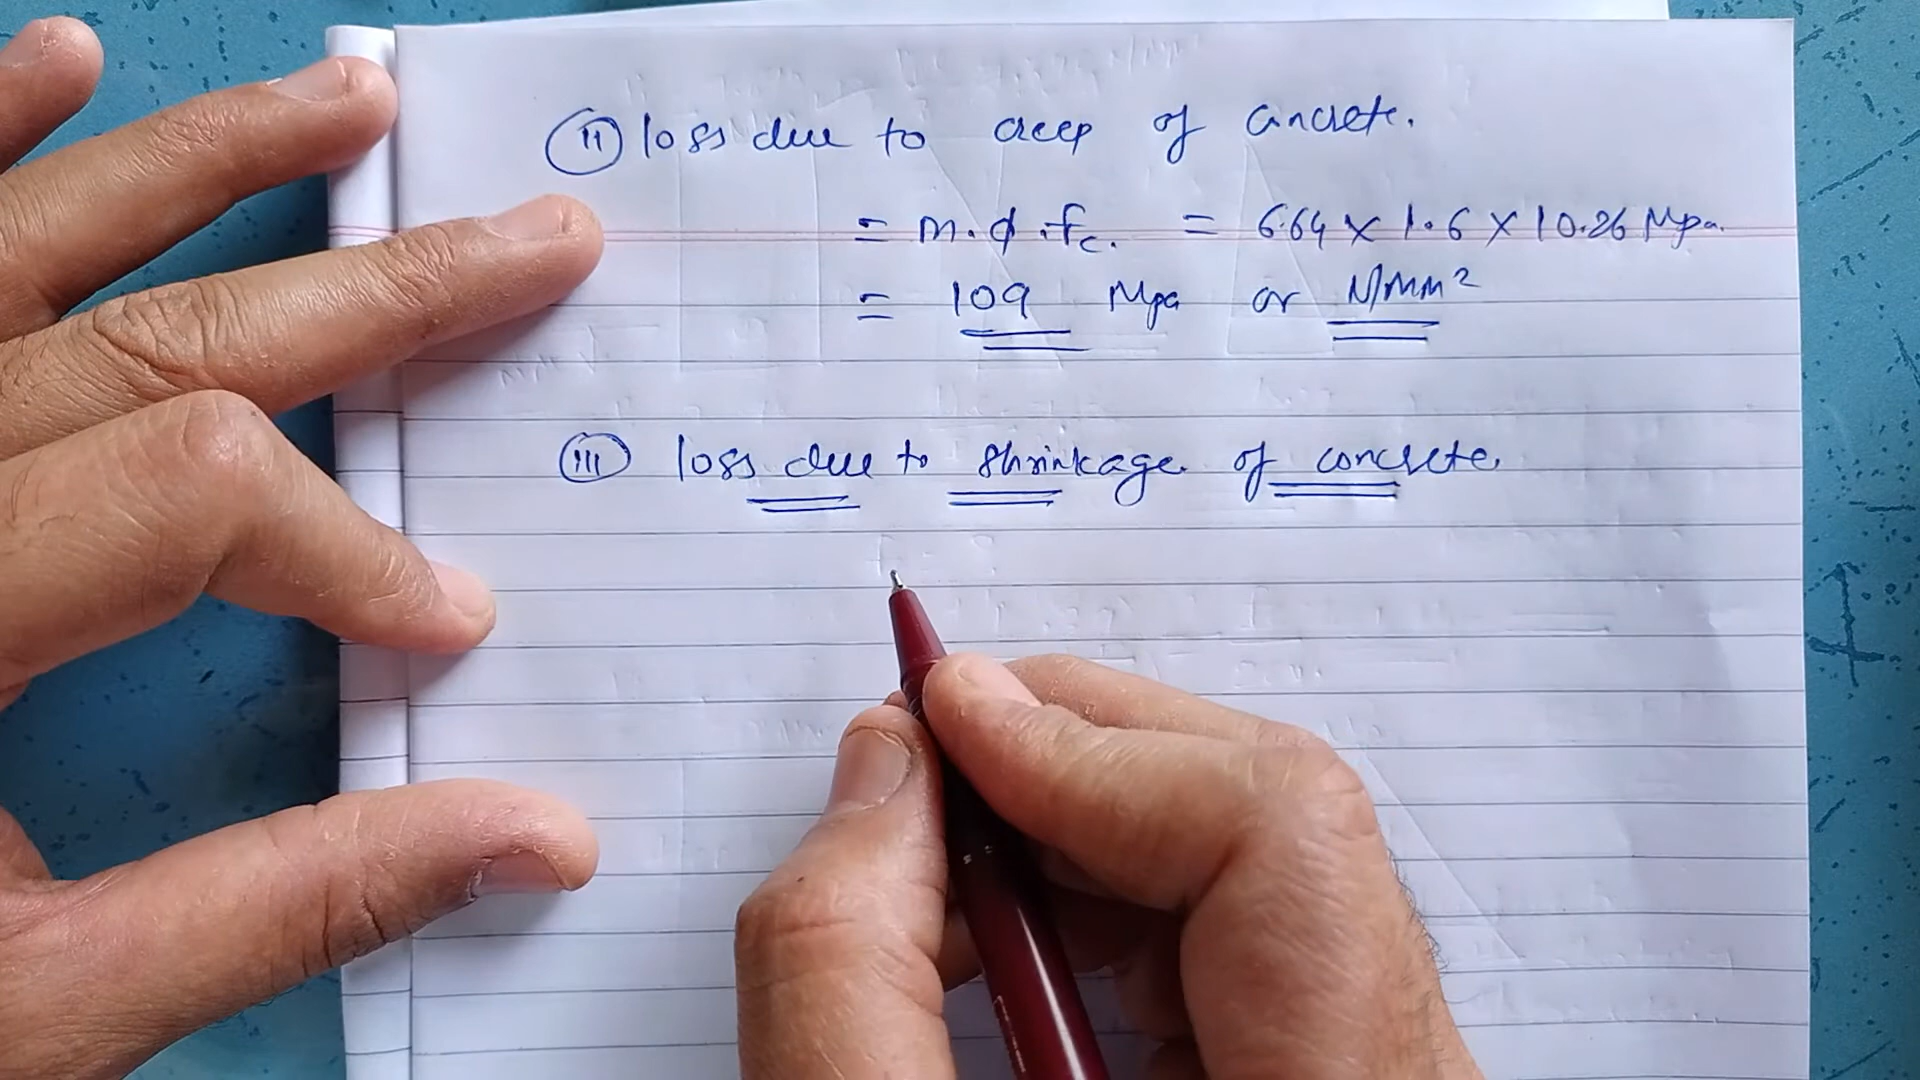 (ii) loss due to creep of concrete.
= m.ϕ.fc. = 6.64 × 1.6 × 10.26 Mpa.
= 109 Mpa or N/mm²
(iii) loss due to shrinkage of concrete.